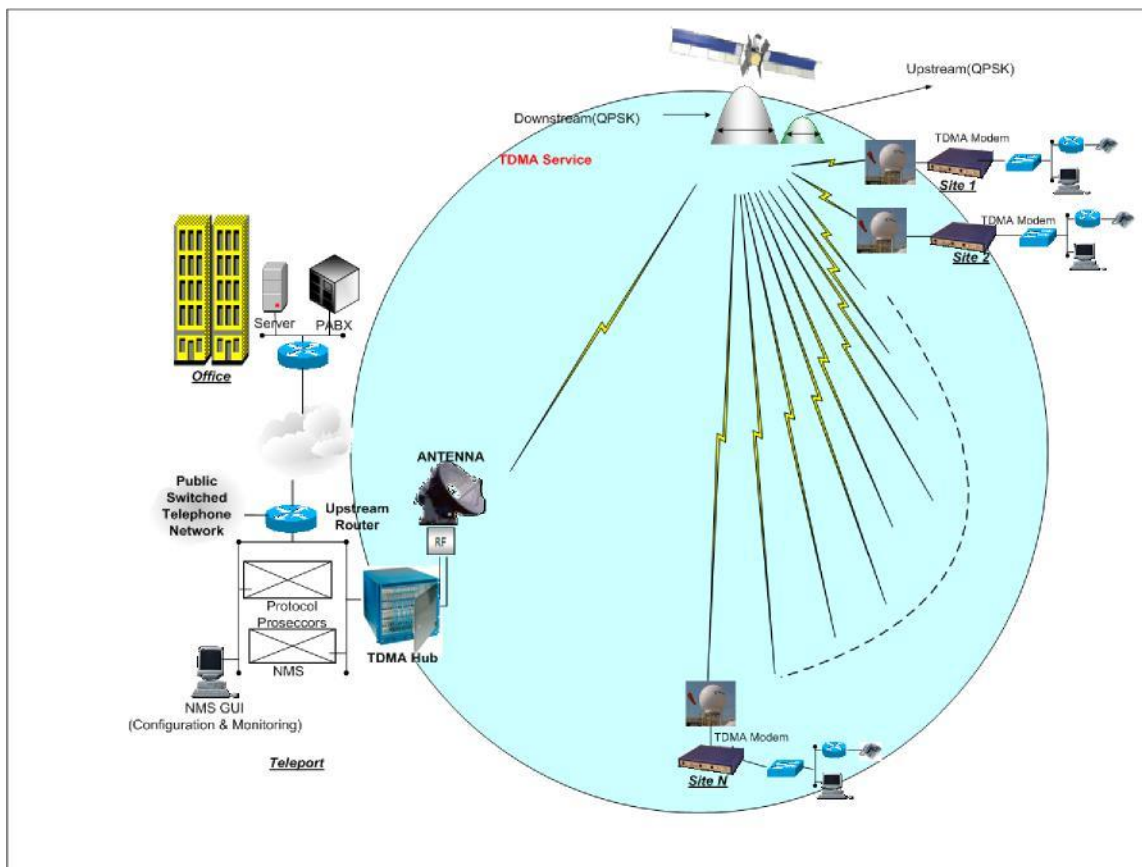 Upstream(QPSK)
Downstream(QPSK)
TDMA Service
TDMA Modem
Site 1
TDMA Modem
Site 2
Server
PABX
Office
ANTENNA
Public
Switched
Telephone
Network
Upstream
Router
RF
Protocol
Proseccors
TDMA Hub
NMS
NMS GUI
(Configuration & Monitoring)
Teleport
TDMA Modem
Site N